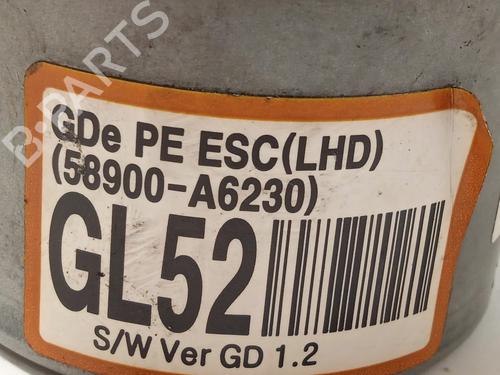 B-PARTS
GDe PE ESC(LHD)
(58900-A6230)
GL52
S/W Ver GD 1.2